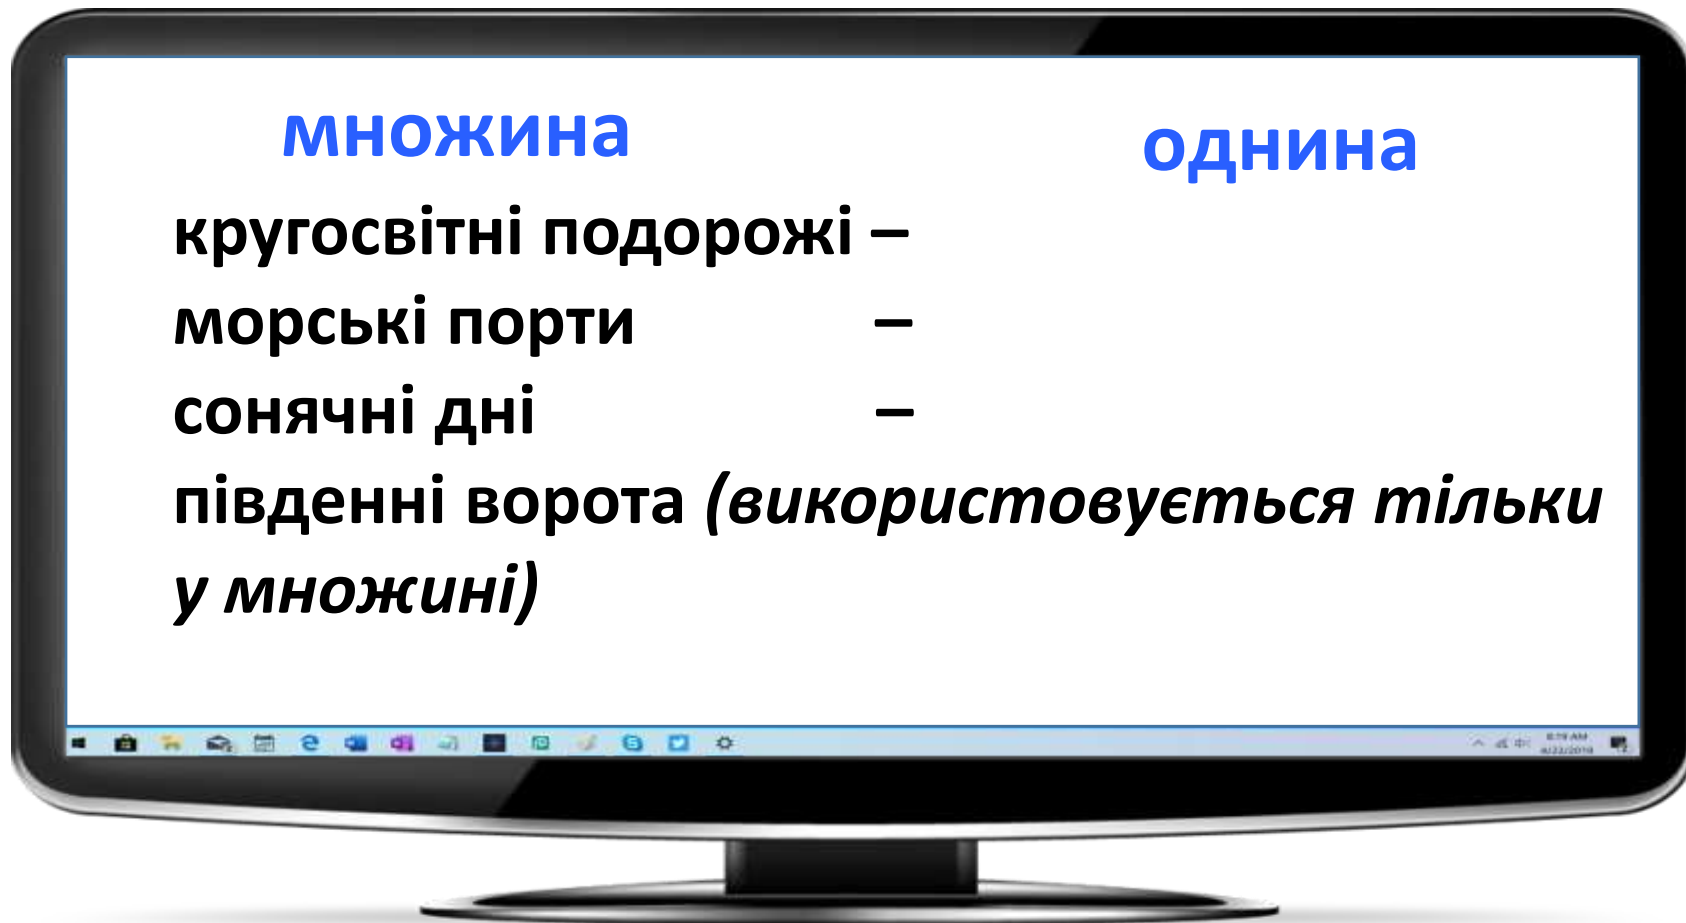 множина
однина
кругосвітні подорожі –
морські порти –
сонячні дні –
південні ворота (використовується тільки
у множині)